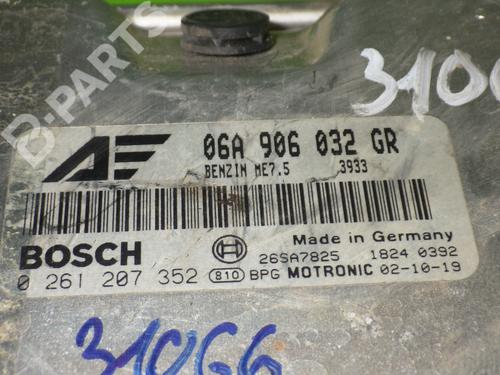 B-PARTS
310
06A 906 032 GR
BENZIN ME7.5 3933
BOSCH
Made in Germany
26SA7825 1824 0392
0 261 207 352 810 BPG MOTRONIC 02-10-19
31066